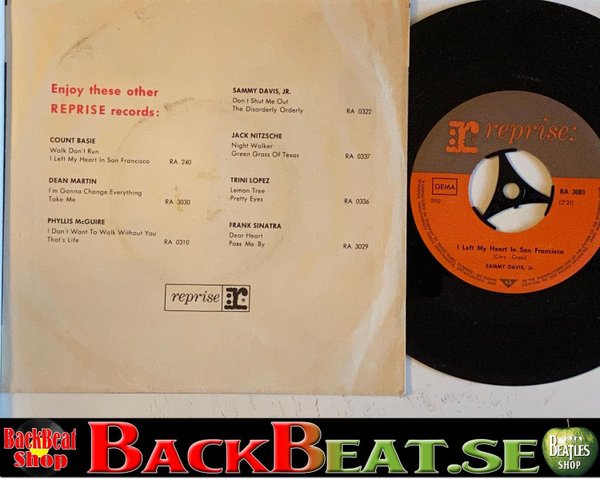 Enjoy these other
REPRISE records:
COUNT BASIE
Walk Don't Run
I Left My Heart In San Francisco RA 240
DEAN MARTIN
I'm Gonna Change Everything
Take Me RA 3030
PHYLLIS McGUIRE
I Don't Want To Walk Without You
That's Life RA 0310
SAMMY DAVIS, JR.
Don't Shut Me Out
The Disorderly Orderly RA 0322
JACK NITZSCHE
Night Walker
Green Grass Of Texas RA 0337
TRINI LOPEZ
Lemon Tree
Pretty Eyes RA 0336
FRANK SINATRA
Dear Heart
Pass Me By RA 3029
reprise r
r reprise:
GEMA
RA 3081
(2'51)
I Left My Heart In San Francisco
(Cory - Cross)
SAMMY DAVIS, Jr.
BackBeat
Shop
BACKBEAT.SE
BEATLES
SHOP